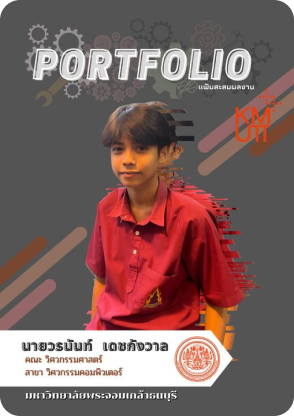 PORTFOLIO
แฟ้มสะสมผลงาน
KM
UTT
นายวรนันท์ เดชกังวาล
คณะ วิศวกรรมศาสตร์
สาขา วิศวกรรมคอมพิวเตอร์
มหาวิทยาลัยพระจอมเกล้าธนบุรี